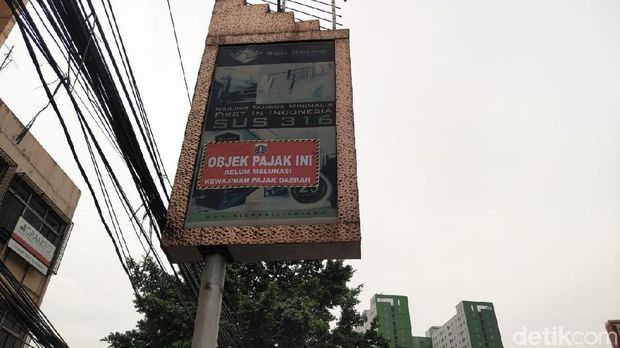 RAILING TANGGA MINIMALIS
FIRST IN INDONESIA
SUS 316
OBJEK PAJAK INI
BELUM MELUNASI
KEWAJIBAN PAJAK DAERAH
detikcom